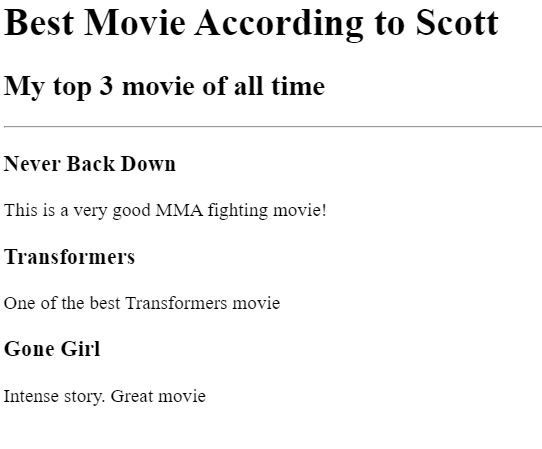 Best Movie According to Scott
My top 3 movie of all time
Never Back Down
This is a very good MMA fighting movie!
Transformers
One of the best Transformers movie
Gone Girl
Intense story. Great movie